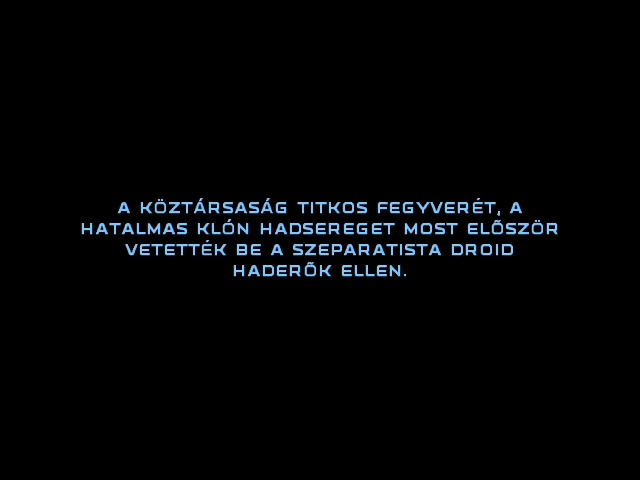 A KÖZTÁRSASÁG TITKOS FEGYVERÉT, A
HATALMAS KLÓN HADSEREGET MOST ELŐSZÖR
VETETTÉK BE A SZEPARATISTA DROID
HADERŐK ELLEN.